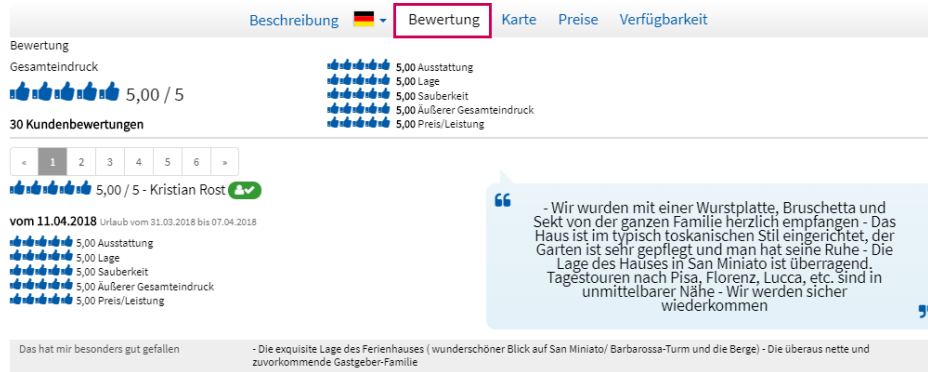 Beschreibung Bewertung Karte Preise Verfügbarkeit
Bewertung
Gesamteindruck
5,00 / 5
30 Kundenbewertungen
5,00 Ausstattung
5,00 Lage
5,00 Sauberkeit
5,00 Äußerer Gesamteindruck
5,00 Preis/Leistung
« 1 2 3 4 5 6 »
5,00 / 5 - Kristian Rost
vom 11.04.2018 Urlaub vom 31.03.2018 bis 07.04.2018
5,00 Ausstattung
5,00 Lage
5,00 Sauberkeit
5,00 Äußerer Gesamteindruck
5,00 Preis/Leistung
“
- Wir wurden mit einer Wurstplatte, Bruschetta und
Sekt von der ganzen Familie herzlich empfangen - Das
Haus ist im typisch toskanischen Stil eingerichtet, der
Garten ist sehr gepflegt und man hat seine Ruhe - Die
Lage des Hauses in San Miniato ist überragend.
Tagestouren nach Pisa, Florenz, Lucca, etc. sind in
unmittelbarer Nähe - Wir werden sicher
wiederkommen
”
Das hat mir besonders gut gefallen
- Die exquisite Lage des Ferienhauses ( wunderschöner Blick auf San Miniato/ Barbarossa-Turm und die Berge) - Die überaus nette und
zuvorkommende Gastgeber-Familie